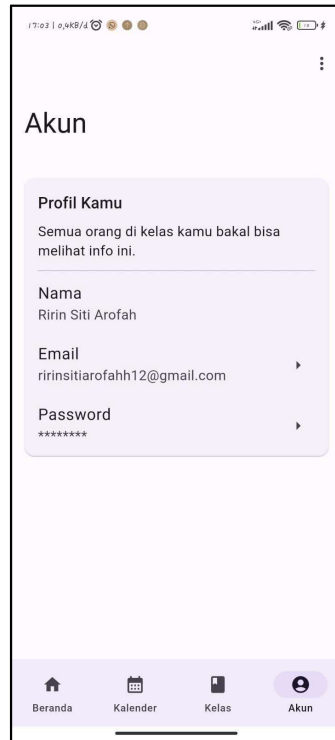 17:03 | 0,4KB/d
Akun
Profil Kamu
Semua orang di kelas kamu bakal bisa
melihat info ini.
Nama
Ririn Siti Arofah
Email
ririnsitiarofahh12@gmail.com
Password
********
Beranda Kalender Kelas Akun